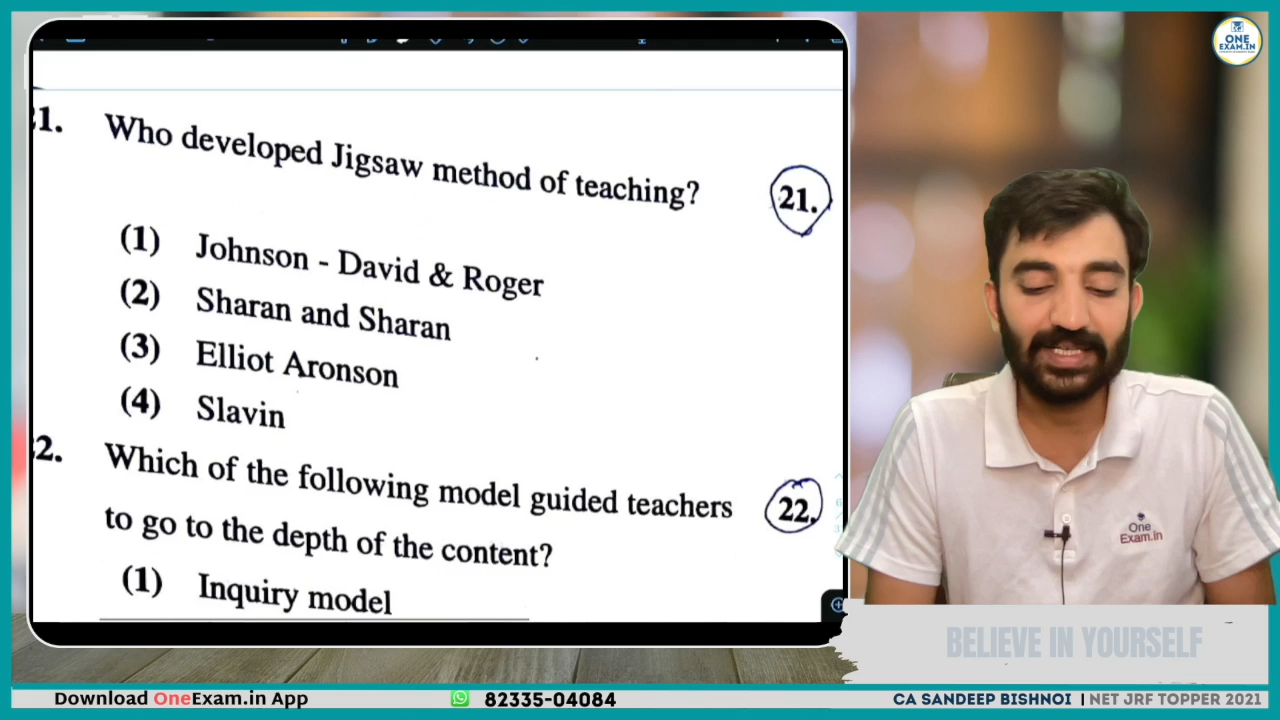 ONE
EXAM.IN
1.
Who developed Jigsaw method of teaching?
21.
(1) Johnson - David & Roger
(2) Sharan and Sharan
(3) Elliot Aronson
(4) Slavin
2.
Which of the following model guided teachers
22.
to go to the depth of the content?
(1) Inquiry model
One
Exam.in
BELIEVE IN YOURSELF
Download OneExam.in App
82335-04084
CA SANDEEP BISHNOI | NET JRF TOPPER 2021